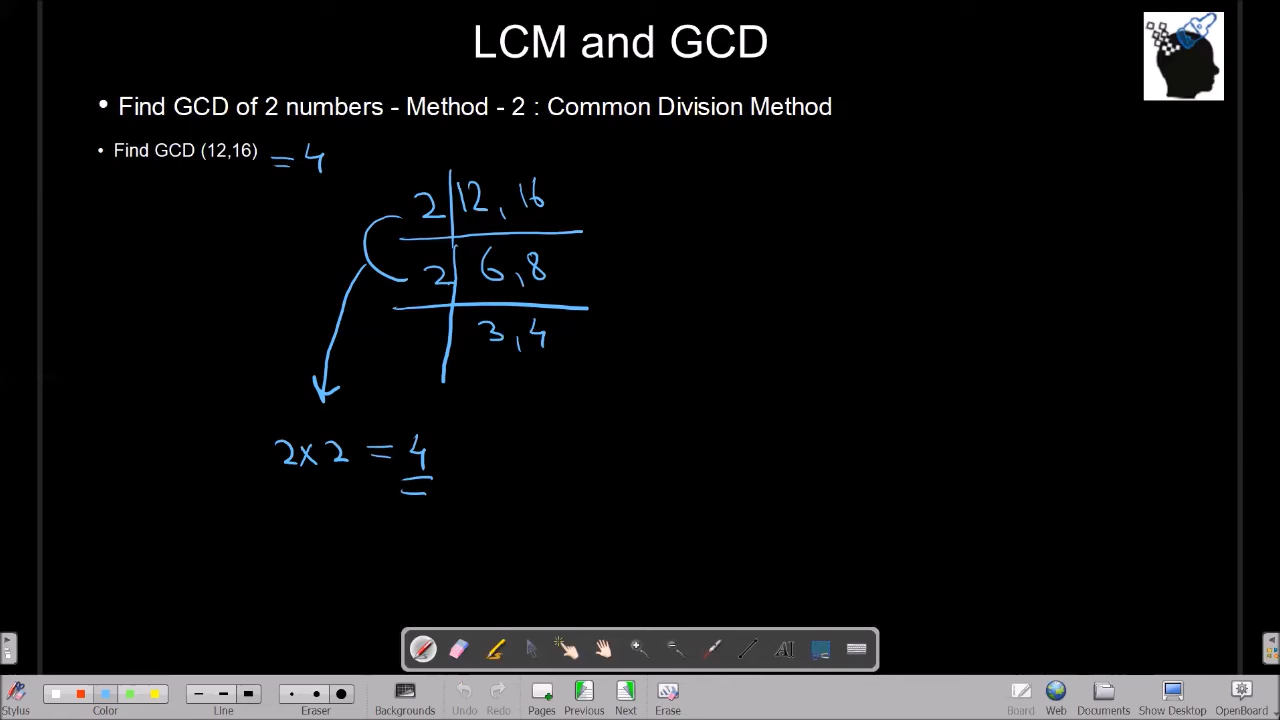 LCM and GCD
• Find GCD of 2 numbers - Method - 2 : Common Division Method
• Find GCD (12,16) = 4
2 | 12, 16
2 | 6, 8
3, 4
2 x 2 = 4
Stylus
Color
Line
Eraser
Backgrounds
Undo
Redo
Pages
Previous
Next
Erase
Board
Web
Documents
Show Desktop
OpenBoard